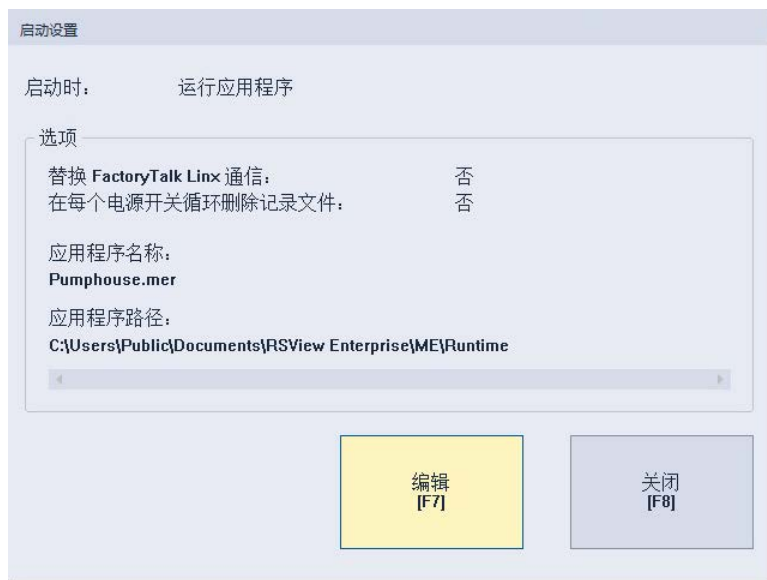 启动设置
启动时： 运行应用程序
选项
替换 FactoryTalk Linx 通信： 否
在每个电源开关循环删除记录文件： 否
应用程序名称：
Pumphouse.mer
应用程序路径：
C:\Users\Public\Documents\RSView Enterprise\ME\Runtime
编辑 关闭
[F7] [F8]